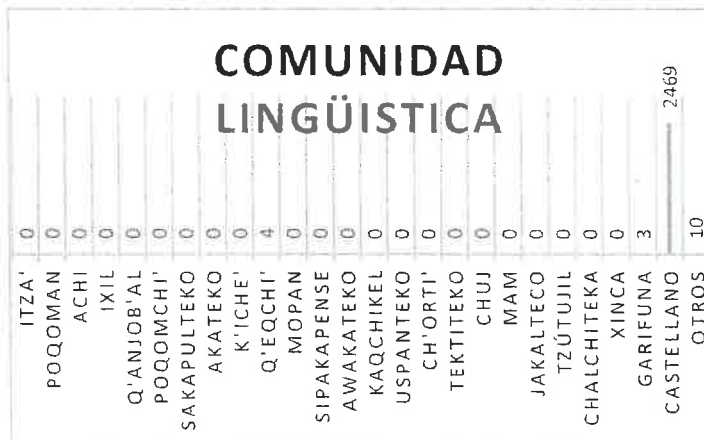 COMUNIDAD
LINGÜISTICA
0
0
0
0
0
0
0
0
0
4
0
0
0
0
0
0
0
0
0
0
0
0
0
3
2469
10
ITZA'
POQOMAN
ACHI
IXIL
Q'ANJOB'AL
POQOMCHI'
SAKAPULTEKO
AKATEKO
K'ICHE'
Q'EQCHI'
MOPAN
SIPAKAPENSE
AWAKATEKO
KAQCHIKEL
USPANTEKO
CH'ORTI'
TEKTITEKO
CHUJ
MAM
JAKALTECO
TZÚTUJIL
CHALCHITEKA
XINCA
GARIFUNA
CASTELLANO
OTROS